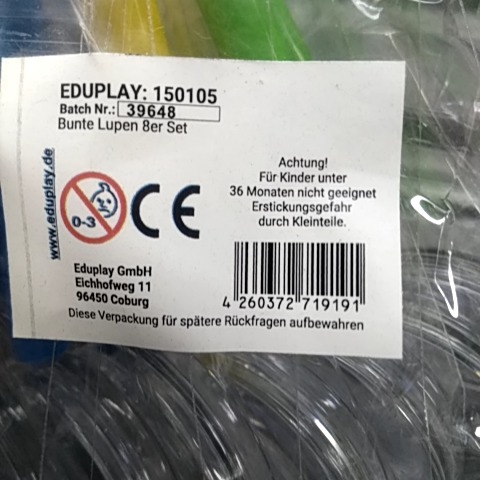 EDUPLAY: 150105
Batch Nr.: 39648
Bunte Lupen 8er Set
www.eduplay.de
0-3
CE
Achtung!
Für Kinder unter
36 Monaten nicht geeignet
Erstickungsgefahr
durch Kleinteile.
Eduplay GmbH
Eichhofweg 11
96450 Coburg
4 260372 719191
Diese Verpackung für spätere Rückfragen aufbewahren